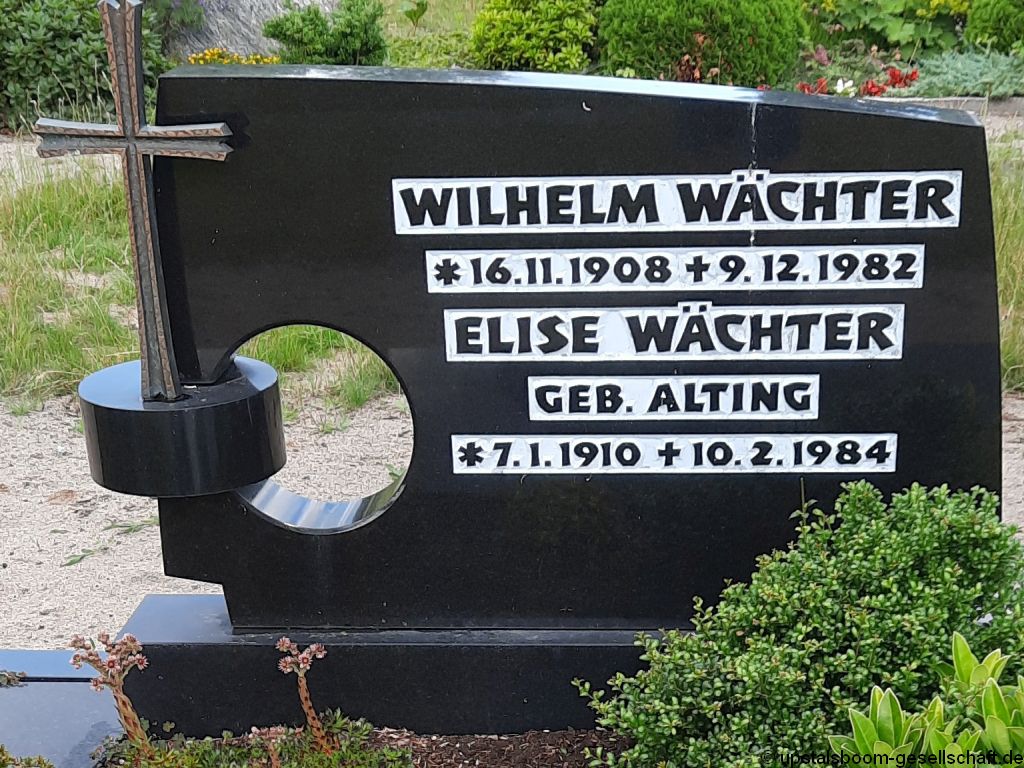 WILHELM WÄCHTER
* 16.11.1908 + 9.12.1982
ELISE WÄCHTER
GEB. ALTING
* 7.1.1910 + 10.2.1984
© upstalsboom-gesellschaft.de